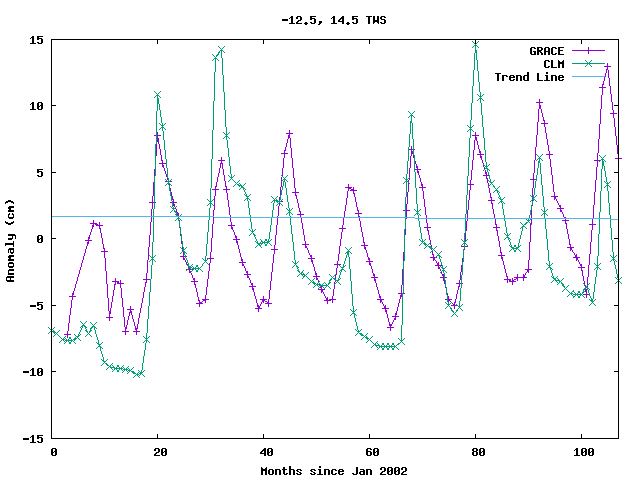 -12.5, 14.5 TWS
GRACE
CLM
Trend Line
15
10
5
0
-5
-10
-15
Anomaly (cm)
0 20 40 60 80 100
Months since Jan 2002